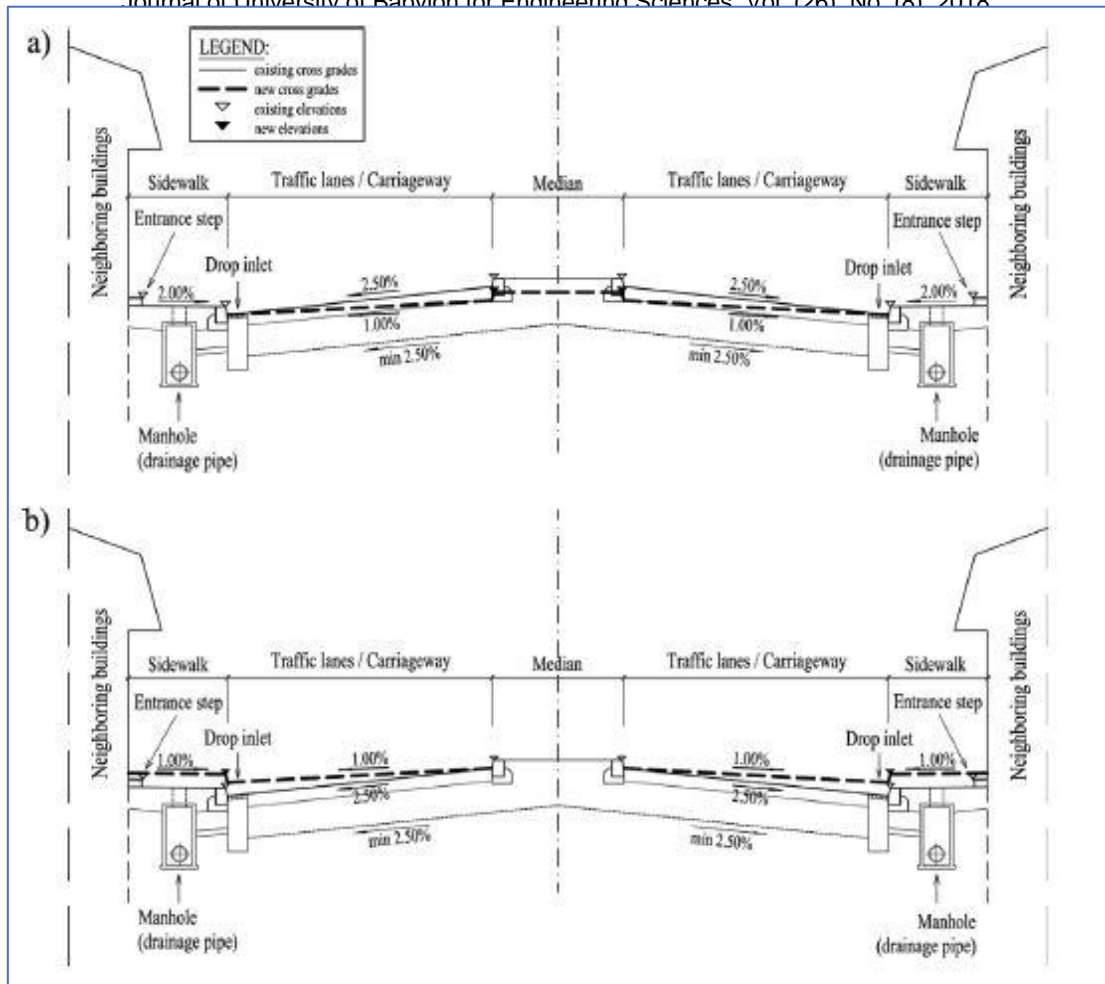 Journal of University of Babylon for Engineering Sciences, Vol. (26), No. (8), 2018
a)
LEGEND:
existing cross grades
new cross grades
existing elevations
new elevations
Neighboring buildings
Sidewalk
Traffic lanes / Carriageway
Median
Traffic lanes / Carriageway
Sidewalk
Neighboring buildings
Entrance step
Entrance step
Drop inlet
Drop inlet
2.00%
2.50%
2.50%
2.00%
1.00%
1.00%
min 2.50%
min 2.50%
Manhole
(drainage pipe)
Manhole
(drainage pipe)
b)
Neighboring buildings
Sidewalk
Traffic lanes / Carriageway
Median
Traffic lanes / Carriageway
Sidewalk
Neighboring buildings
Entrance step
Entrance step
Drop inlet
Drop inlet
1.00%
1.00%
1.00%
1.00%
2.50%
2.50%
min 2.50%
min 2.50%
Manhole
(drainage pipe)
Manhole
(drainage pipe)